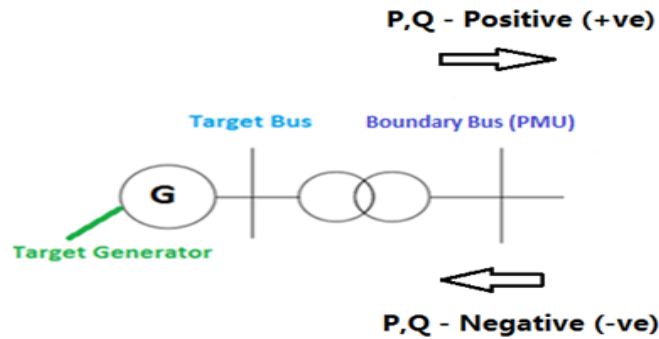 P,Q - Positive (+ve)
Target Bus
Boundary Bus (PMU)
G
Target Generator
P,Q - Negative (-ve)